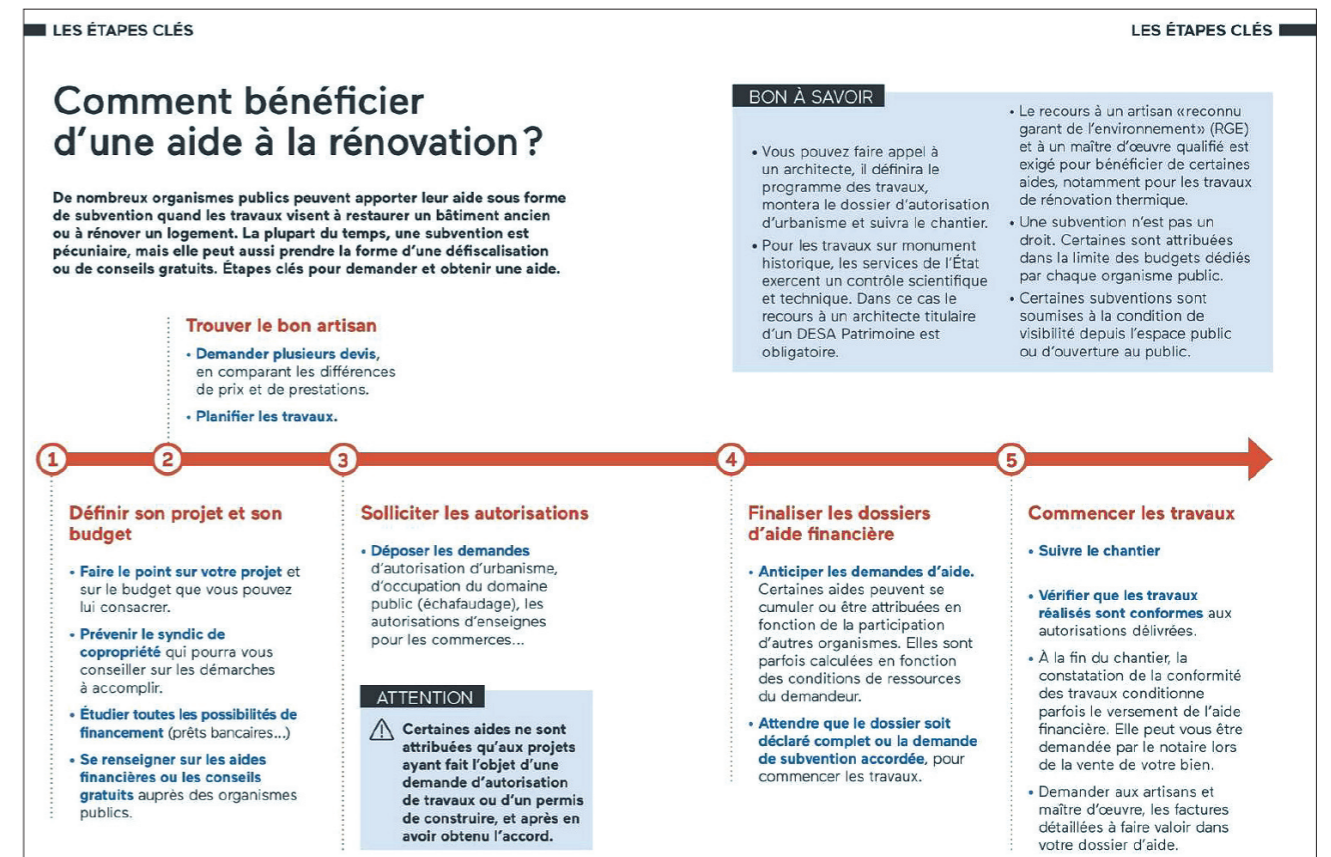 LES ÉTAPES CLÉS
LES ÉTAPES CLÉS
Comment bénéficier
d'une aide à la rénovation ?
De nombreux organismes publics peuvent apporter leur aide sous forme
de subvention quand les travaux visent à restaurer un bâtiment ancien
ou à rénover un logement. La plupart du temps, une subvention est
pécuniaire, mais elle peut aussi prendre la forme d'une défiscalisation
ou de conseils gratuits. Étapes clés pour demander et obtenir une aide.
BON À SAVOIR
• Vous pouvez faire appel à
un architecte, il définira le
programme des travaux,
montera le dossier d'autorisation
d'urbanisme et suivra le chantier.
• Pour les travaux sur monument
historique, les services de l'État
exercent un contrôle scientifique
et technique. Dans ce cas le
recours à un architecte titulaire
d'un DESA Patrimoine est
obligatoire.
• Le recours à un artisan «reconnu
garant de l'environnement» (RGE)
et à un maître d'œuvre qualifié est
exigé pour bénéficier de certaines
aides, notamment pour les travaux
de rénovation thermique.
• Une subvention n'est pas un
droit. Certaines sont attribuées
dans la limite des budgets dédiés
par chaque organisme public.
• Certaines subventions sont
soumises à la condition de
visibilité depuis l'espace public
ou d'ouverture au public.
Trouver le bon artisan
• Demander plusieurs devis,
en comparant les différences
de prix et de prestations.
• Planifier les travaux.
1 2 3 4 5
Définir son projet et son
budget
• Faire le point sur votre projet et
sur le budget que vous pouvez
lui consacrer.
• Prévenir le syndic de
copropriété qui pourra vous
conseiller sur les démarches
à accomplir.
• Étudier toutes les possibilités de
financement (prêts bancaires...)
• Se renseigner sur les aides
financières ou les conseils
gratuits auprès des organismes
publics.
Solliciter les autorisations
• Déposer les demandes
d'autorisation d'urbanisme,
d'occupation du domaine
public (échafaudage), les
autorisations d'enseignes
pour les commerces...
ATTENTION
Certaines aides ne sont
attribuées qu'aux projets
ayant fait l'objet d'une
demande d'autorisation
de travaux ou d'un permis
de construire, et après en
avoir obtenu l'accord.
Finaliser les dossiers
d'aide financière
• Anticiper les demandes d'aide.
Certaines aides peuvent se
cumuler ou être attribuées en
fonction de la participation
d'autres organismes. Elles sont
parfois calculées en fonction
des conditions de ressources
du demandeur.
• Attendre que le dossier soit
déclaré complet ou la demande
de subvention accordée, pour
commencer les travaux.
Commencer les travaux
• Suivre le chantier
• Vérifier que les travaux
réalisés sont conformes aux
autorisations délivrées.
• À la fin du chantier, la
constatation de la conformité
des travaux conditionne
parfois le versement de l'aide
financière. Elle peut vous être
demandée par le notaire lors
de la vente de votre bien.
• Demander aux artisans et
maître d'œuvre, les factures
détaillées à faire valoir dans
votre dossier d'aide.